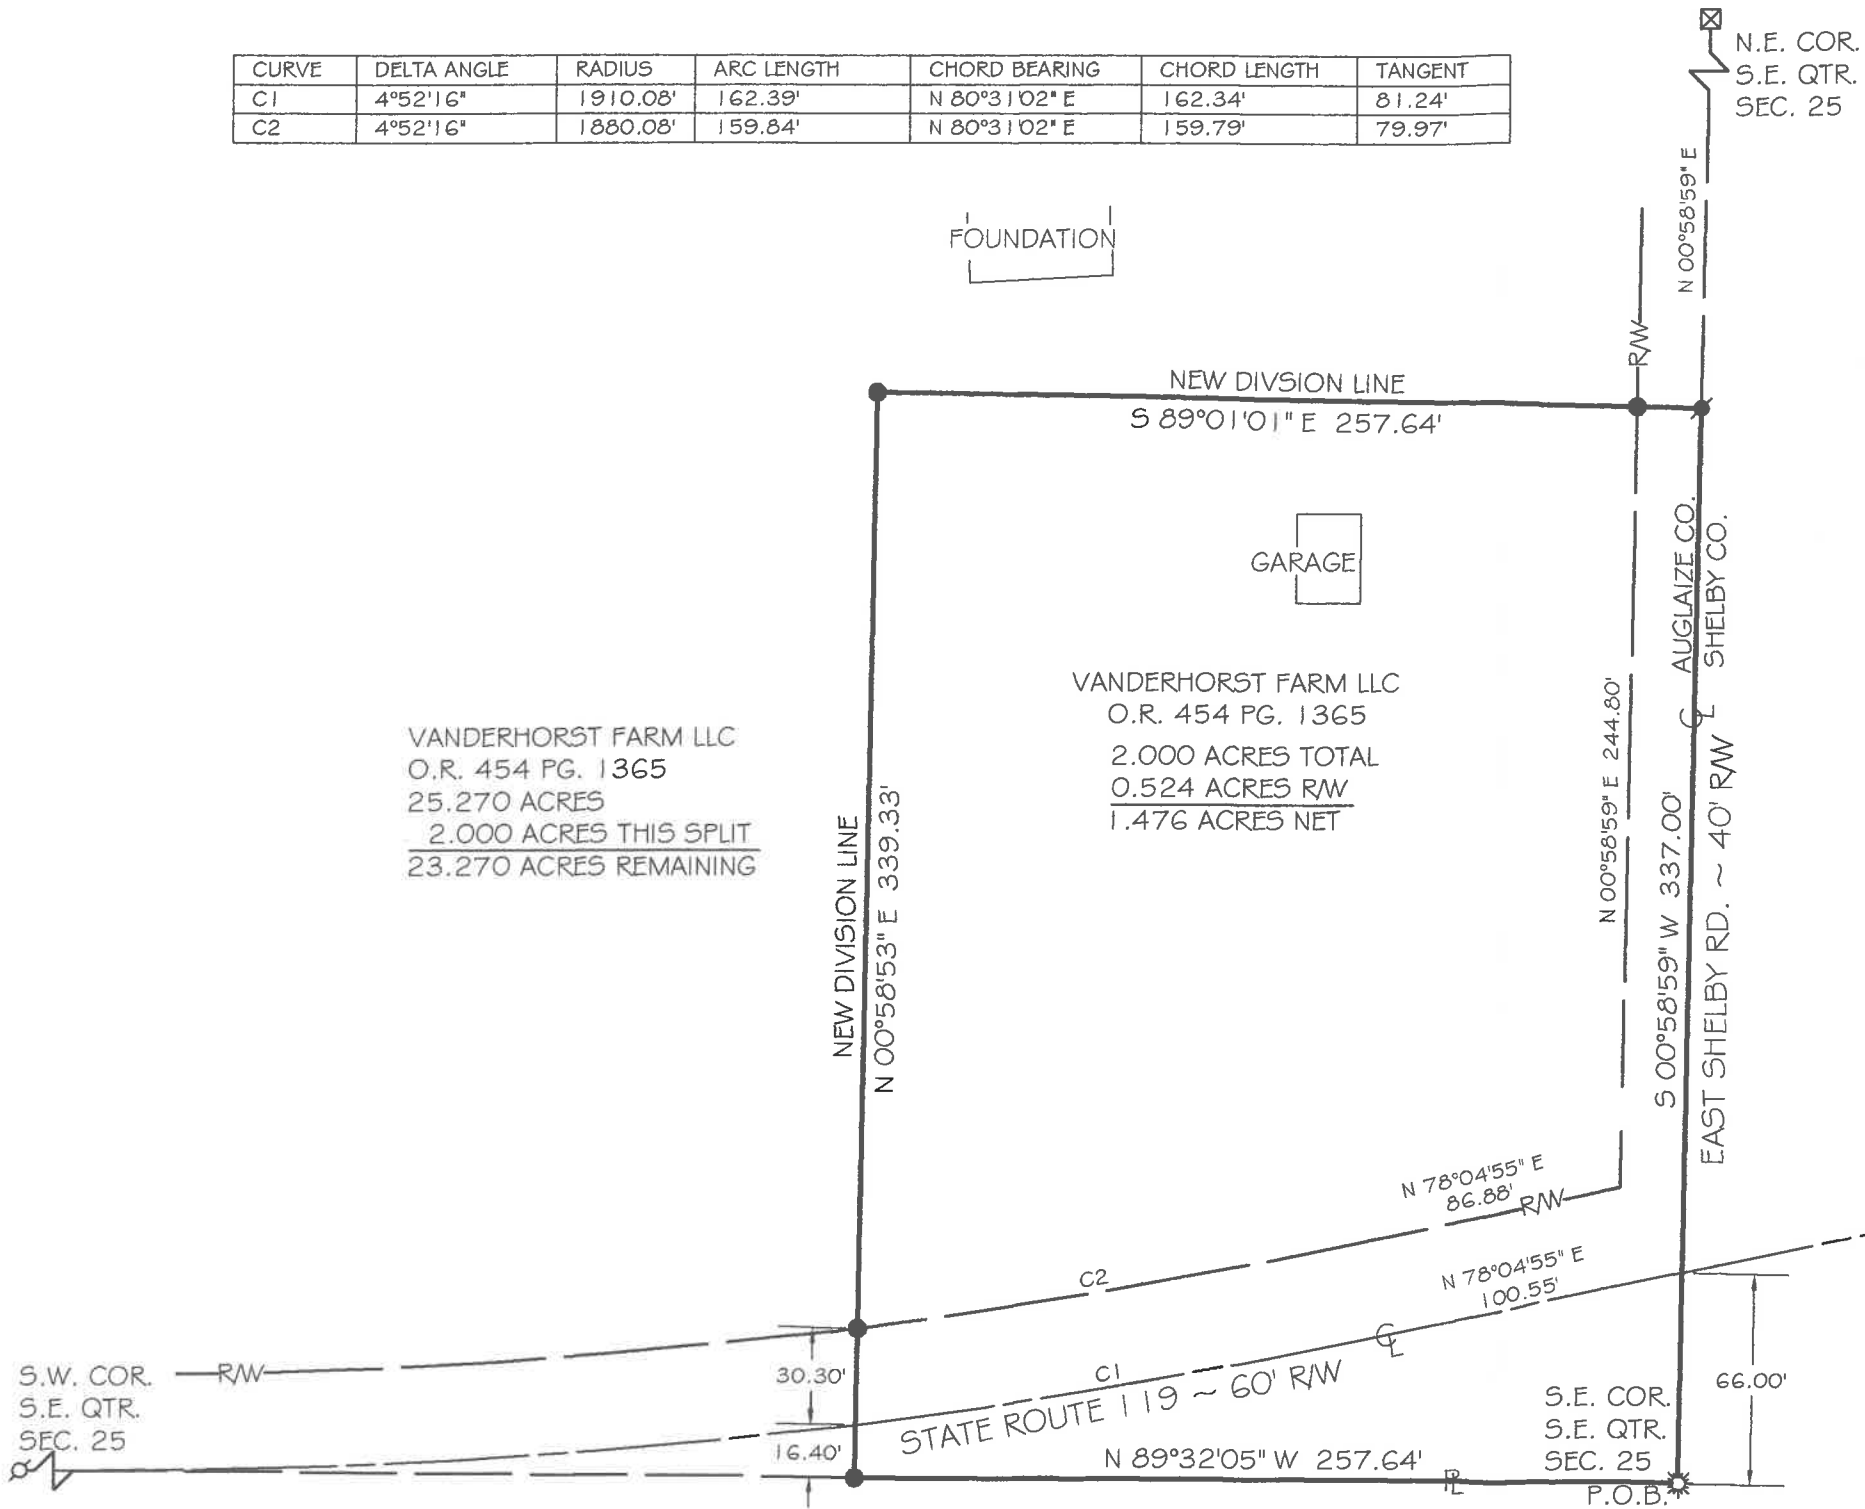 CURVE DELTA ANGLE RADIUS ARC LENGTH CHORD BEARING CHORD LENGTH TANGENT
C1 4°52'16" 1910.08' 162.39' N 80°31'02" E 162.34' 81.24'
C2 4°52'16" 1880.08' 159.84' N 80°31'02" E 159.79' 79.97'
N.E. COR.
S.E. QTR.
SEC. 25
N 00°58'59" E
FOUNDATION
R/W
NEW DIVSION LINE
S 89°01'01" E 257.64'
GARAGE
AUGLAIZE CO.
SHELBY CO.
VANDERHORST FARM LLC
O.R. 454 PG. 1365
2.000 ACRES TOTAL
0.524 ACRES R/W
1.476 ACRES NET
VANDERHORST FARM LLC
O.R. 454 PG. 1365
25.270 ACRES
2.000 ACRES THIS SPLIT
23.270 ACRES REMAINING
NEW DIVISION LINE
N 00°58'53" E 339.33'
N 00°58'59" E 244.80'
S 00°58'59" W 337.00'
CL
EAST SHELBY RD. ~ 40' R/W
N 78°04'55" E
86.88'
R/W
C2
N 78°04'55" E
100.55'
CL
C1
STATE ROUTE 119 ~ 60' R/W
30.30'
16.40'
66.00'
S.W. COR.
S.E. QTR.
SEC. 25
R/W
N 89°32'05" W 257.64'
PL
S.E. COR.
S.E. QTR.
SEC. 25
P.O.B.